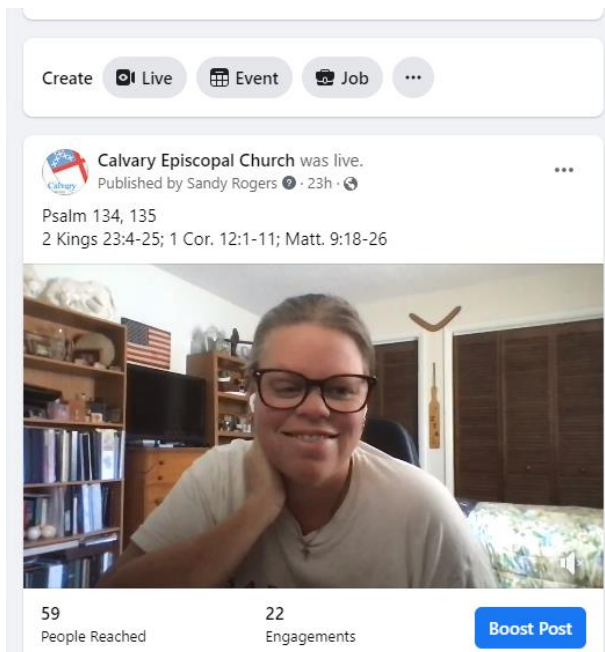 Create Live Event Job ...
Calvary Episcopal Church was live.
Published by Sandy Rogers ? · 23h ·
Psalm 134, 135
2 Kings 23:4-25; 1 Cor. 12:1-11; Matt. 9:18-26
Calvary
59 22
People Reached Engagements
Boost Post